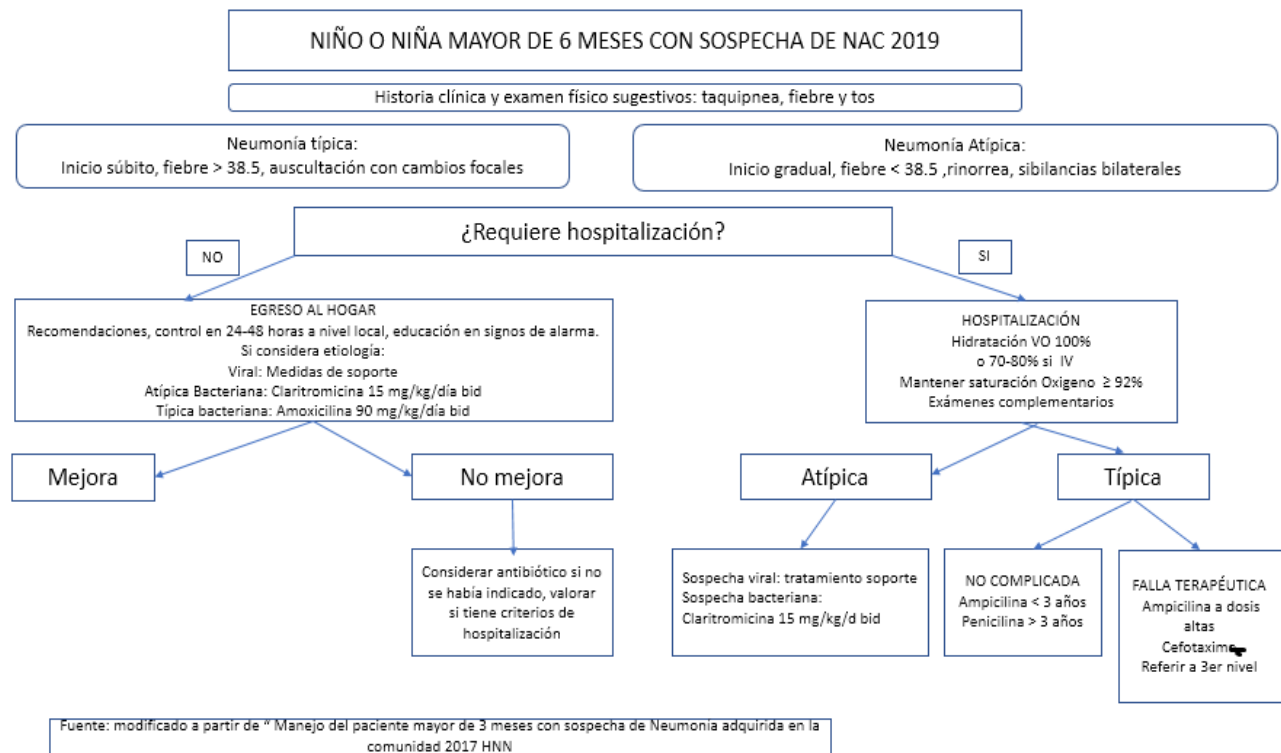 NIÑO O NIÑA MAYOR DE 6 MESES CON SOSPECHA DE NAC 2019
Historia clínica y examen físico sugestivos: taquipnea, fiebre y tos
Neumonía típica:
Inicio súbito, fiebre > 38.5, auscultación con cambios focales
Neumonía Atípica:
Inicio gradual, fiebre < 38.5 ,rinorrea, sibilancias bilaterales
¿Requiere hospitalización?
NO
SI
EGRESO AL HOGAR
Recomendaciones, control en 24-48 horas a nivel local, educación en signos de alarma.
Si considera etiología:
Viral: Medidas de soporte
Atípica Bacteriana: Claritromicina 15 mg/kg/día bid
Típica bacteriana: Amoxicilina 90 mg/kg/día bid
HOSPITALIZACIÓN
Hidratación VO 100%
o 70-80% si IV
Mantener saturación Oxigeno ≥ 92%
Exámenes complementarios
Mejora
No mejora
Atípica
Típica
Considerar antibiótico si no
se había indicado, valorar
si tiene criterios de
hospitalización
Sospecha viral: tratamiento soporte
Sospecha bacteriana:
Claritromicina 15 mg/kg/d bid
NO COMPLICADA
Ampicilina < 3 años
Penicilina > 3 años
FALLA TERAPÉUTICA
Ampicilina a dosis
altas
Cefotaxime
Referir a 3er nivel
Fuente: modificado a partir de " Manejo del paciente mayor de 3 meses con sospecha de Neumonía adquirida en la
comunidad 2017 HNN